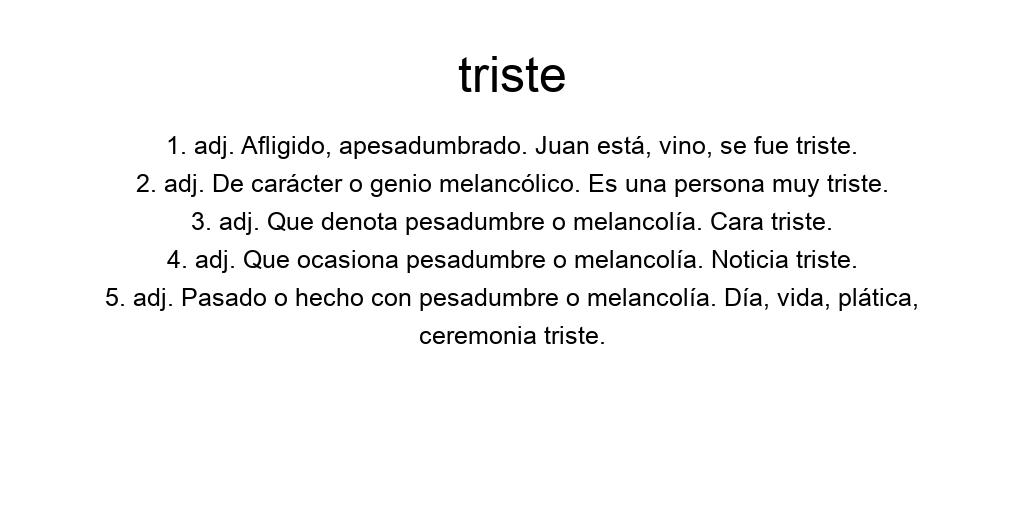 triste
1. adj. Afligido, apesadumbrado. Juan está, vino, se fue triste.
2. adj. De carácter o genio melancólico. Es una persona muy triste.
3. adj. Que denota pesadumbre o melancolía. Cara triste.
4. adj. Que ocasiona pesadumbre o melancolía. Noticia triste.
5. adj. Pasado o hecho con pesadumbre o melancolía. Día, vida, plática,
ceremonia triste.